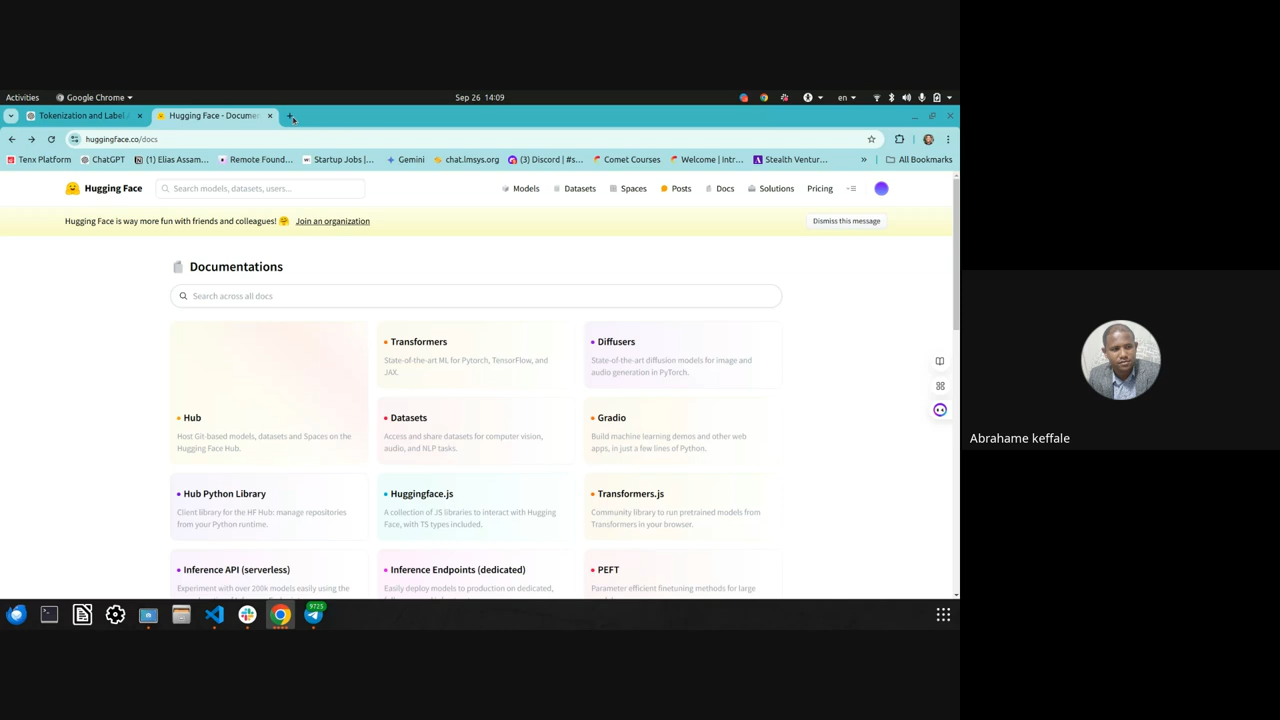 Activities
Google Chrome
Sep 26 14:09
en
Tokenization and Label
Hugging Face - Docume
huggingface.co/docs
Tenx Platform
ChatGPT
(1) Elias Assam...
Remote Found...
Startup Jobs |...
Gemini
chat.lmsys.org
(3) Discord | #s...
Comet Courses
Welcome | Intr...
Stealth Ventur...
»
All Bookmarks
Hugging Face
Search models, datasets, users...
Models
Datasets
Spaces
Posts
Docs
Solutions
Pricing
Hugging Face is way more fun with friends and colleagues! 🤗 Join an organization
Dismiss this message
Documentations
Search across all docs
Hub
Host Git-based models, datasets and Spaces on the
Hugging Face Hub.
Transformers
State-of-the-art ML for Pytorch, TensorFlow, and
JAX.
Diffusers
State-of-the-art diffusion models for image and
audio generation in PyTorch.
Datasets
Access and share datasets for computer vision,
audio, and NLP tasks.
Gradio
Build machine learning demos and other web
apps, in just a few lines of Python.
Hub Python Library
Client library for the HF Hub: manage repositories
from your Python runtime.
Huggingface.js
A collection of JS libraries to interact with Hugging
Face, with TS types included.
Transformers.js
Community library to run pretrained models from
Transformers in your browser.
Inference API (serverless)
Experiment with over 200k models easily using the
Inference Endpoints (dedicated)
Easily deploy models to production on dedicated,
PEFT
Parameter efficient finetuning methods for large
9725
Abrahame keffale